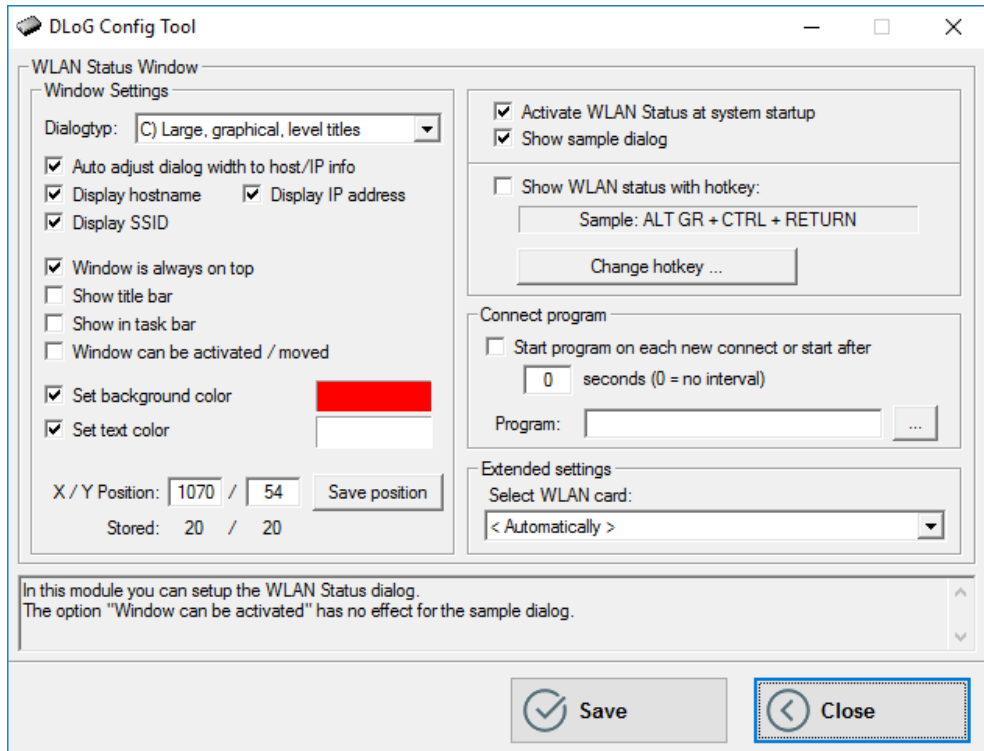 DLoG Config Tool
WLAN Status Window
Window Settings
Dialogtyp: C) Large, graphical, level titles
Auto adjust dialog width to host/IP info
Display hostname Display IP address
Display SSID
Window is always on top
Show title bar
Show in task bar
Window can be activated / moved
Set background color
Set text color
X / Y Position: 1070 / 54 Save position
Stored: 20 / 20
Activate WLAN Status at system startup
Show sample dialog
Show WLAN status with hotkey:
Sample: ALT GR + CTRL + RETURN
Change hotkey ...
Connect program
Start program on each new connect or start after
0 seconds (0 = no interval)
Program: ...
Extended settings
Select WLAN card:
< Automatically >
In this module you can setup the WLAN Status dialog.
The option "Window can be activated" has no effect for the sample dialog.
Save Close